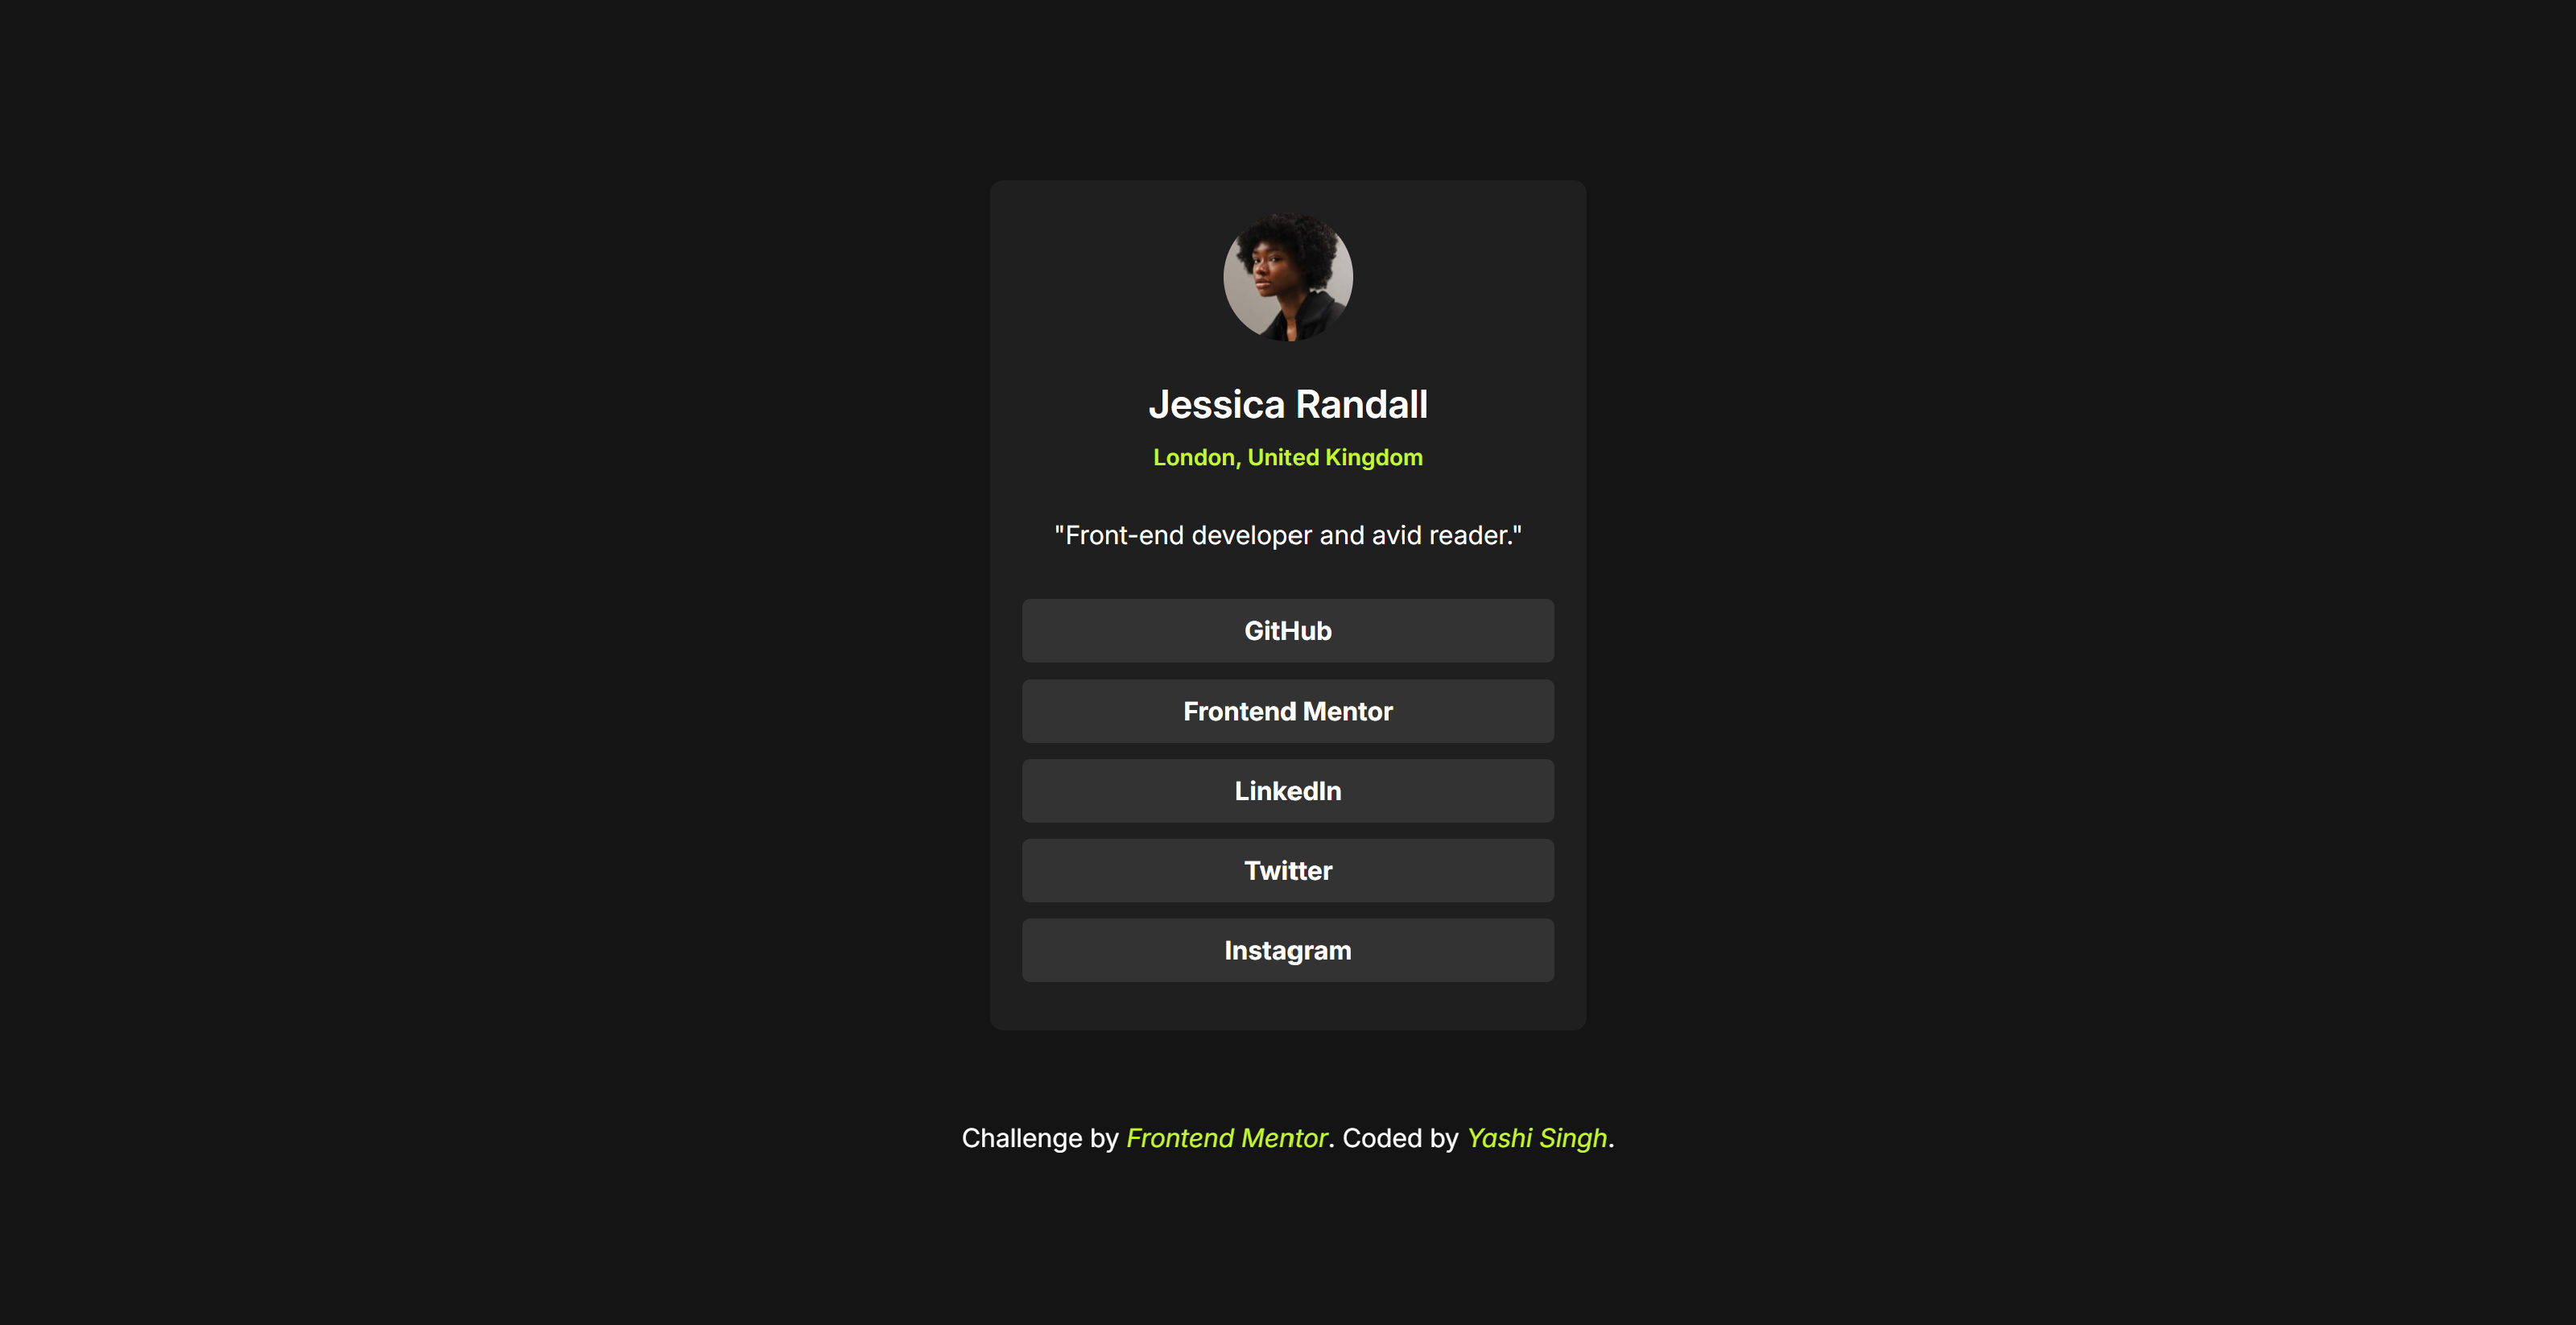 Jessica Randall
London, United Kingdom
"Front-end developer and avid reader."
GitHub
Frontend Mentor
LinkedIn
Twitter
Instagram
Challenge by Frontend Mentor. Coded by Yashi Singh.